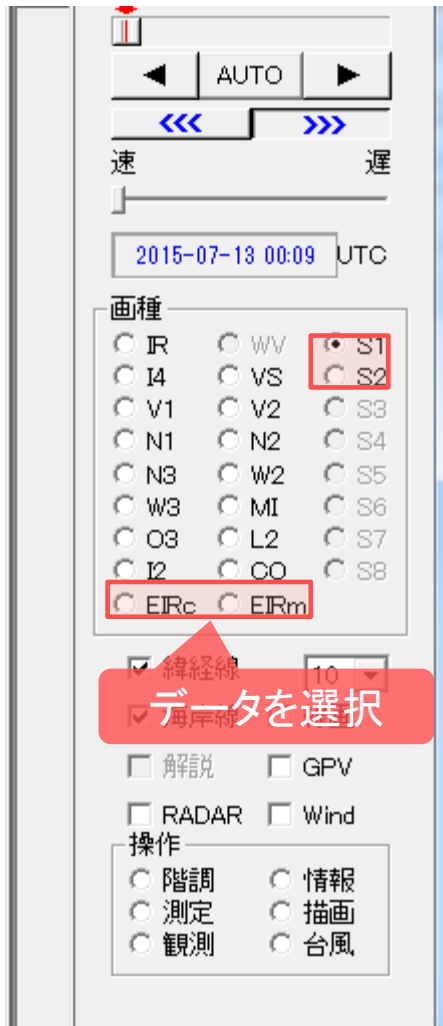 AUTO
<<< >>>
速 遅
2015-07-13 00:09 UTC
画種
IR WV S1
I4 VS S2
V1 V2 S3
N1 N2 S4
N3 W2 S5
W3 MI S6
O3 L2 S7
I2 CO S8
EIRc EIRm
緯経線 10
データを選択
海岸線
解説 GPV
RADAR Wind
操作
階調 情報
測定 描画
観測 台風